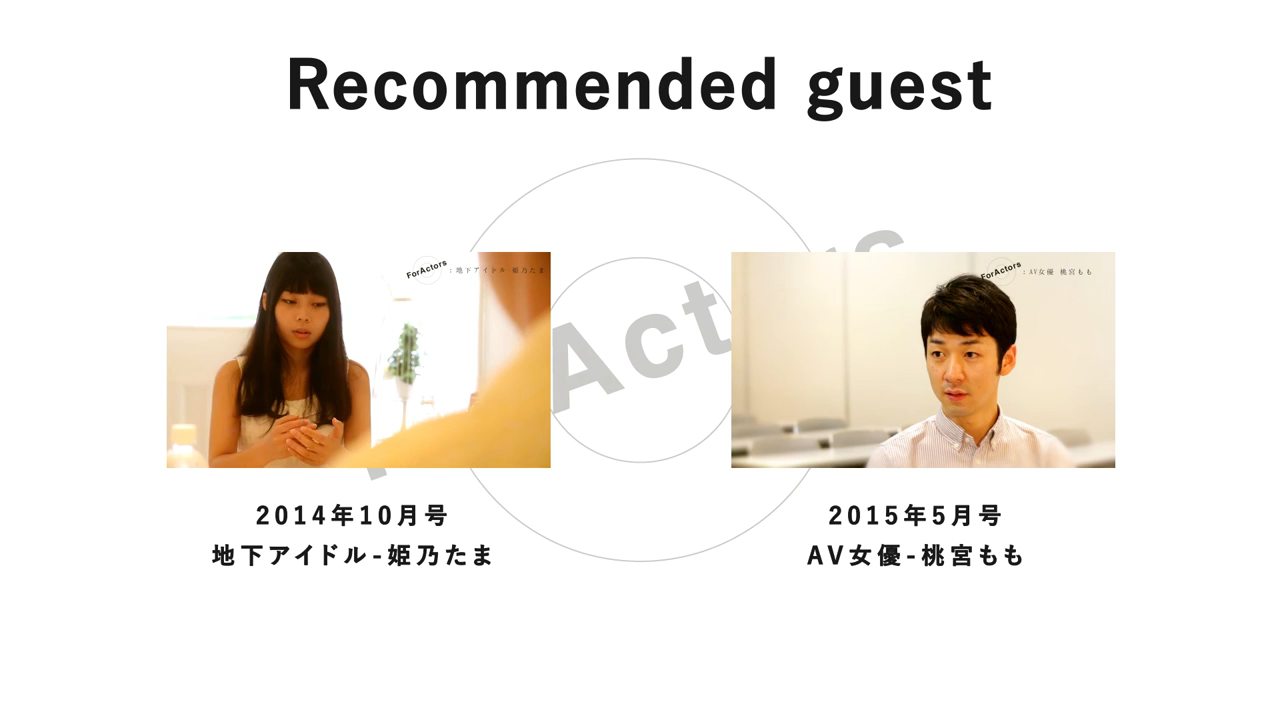 Recommended guest
ForActors
ForActors：地下アイドル 姫乃たま
ForActors：AV女優 桃宮もも
2014年10月号
地下アイドル-姫乃たま
2015年5月号
AV女優-桃宮もも